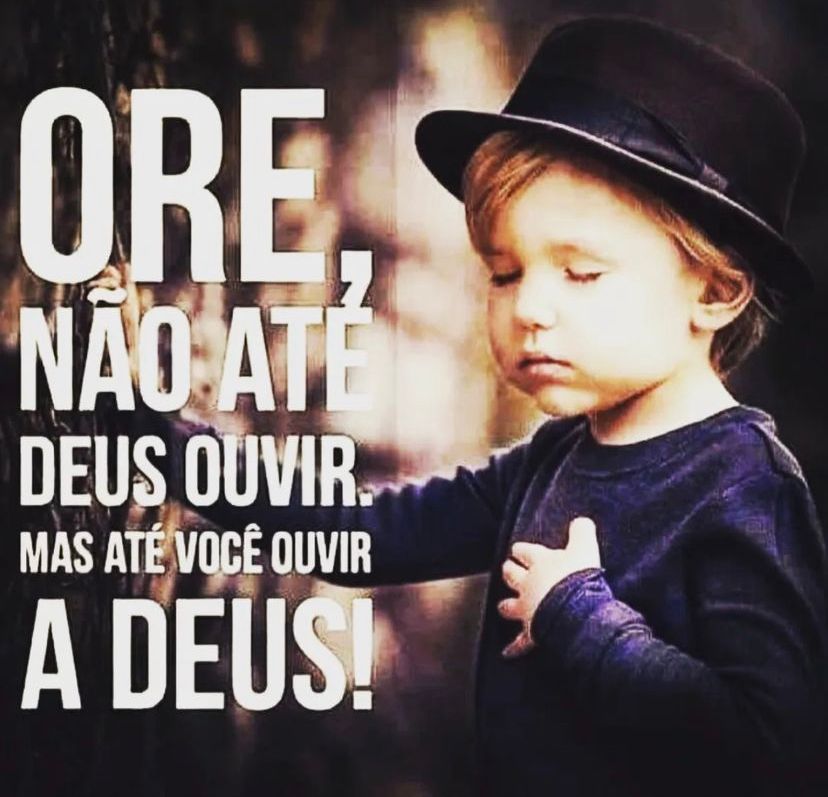 ORE,
NÃO ATÉ
DEUS OUVIR.
MAS ATÉ VOCÊ OUVIR
A DEUS!